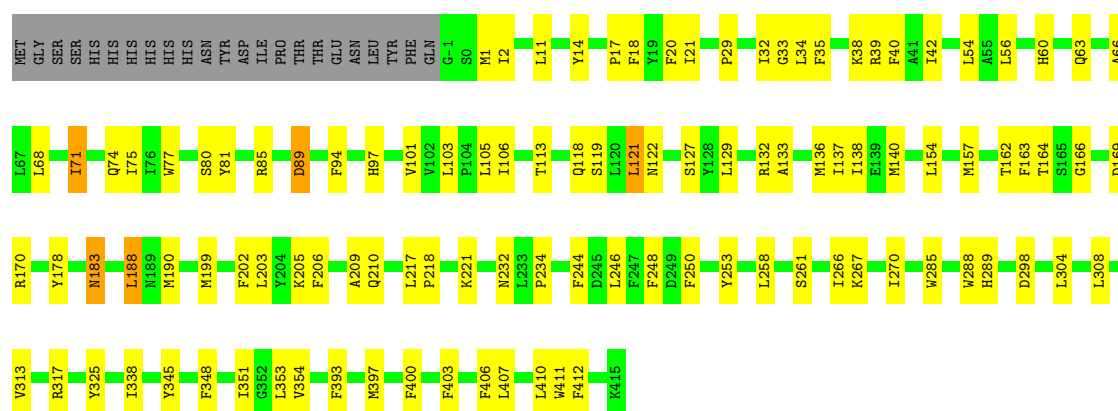 MET GLY SER SER HIS HIS HIS HIS HIS HIS ASN TYR ASP ILE PRO THR THR GLU ASN LEU TYR PHE GLN G-1 S0 M1 I2 L11 Y14 P17 F18 Y19 F20 I21 P29 I32 G33 L34 F35 K38 R39 F40 A41 I42 L54 A55 L56 H60 Q63 A66
L67 L68 I71 Q74 I75 I76 W77 S80 Y81 R85 D89 F94 H97 V101 V102 L103 P104 L105 I106 T113 Q118 S119 L120 L121 N122 S127 Y128 L129 R132 A133 M136 I137 I138 E139 M140 L154 M157 T162 F163 T164 S165 G166 D169
R170 Y178 N183 L188 N189 M190 M199 F202 L203 Y204 K205 F206 A209 Q210 L217 P218 K221 N232 L233 P234 F244 D245 L246 F247 F248 D249 F250 Y253 L258 S261 I266 K267 I270 W285 W288 H289 D298 L304 L308
V313 R317 Y325 I338 Y345 F348 I351 G352 L353 V354 F393 M397 F400 F403 F406 L407 L410 W411 F412 K415